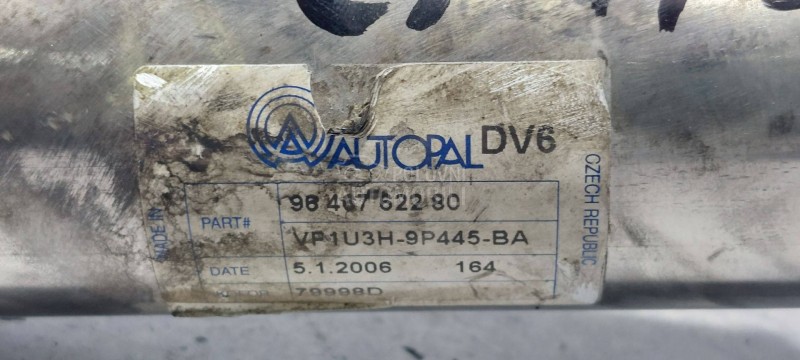 AUTOPAL DV6
MADE IN
CZECH REPUBLIC
PART# 96 467 622 80
VP1U3H-9P445-BA
DATE 5.1.2006 164
79998D